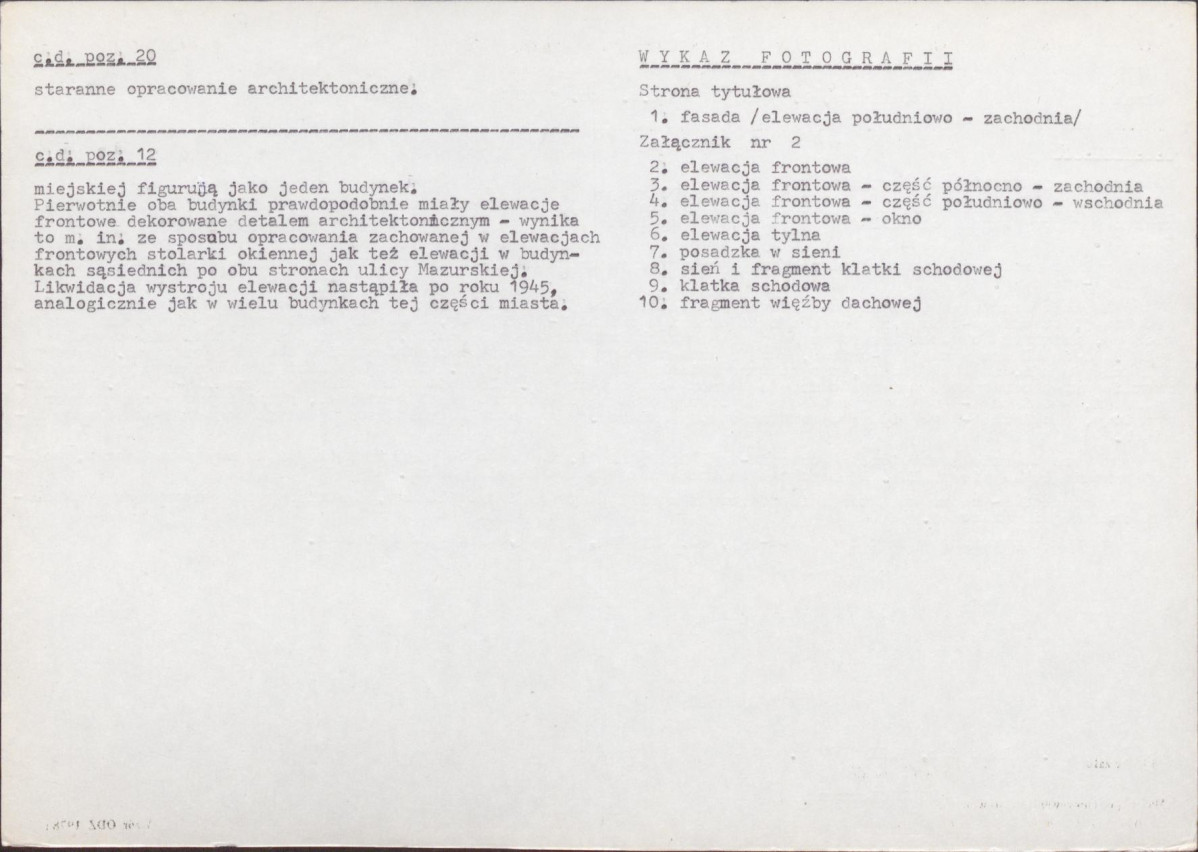 c.d. poz. 20
staranne opracowanie architektoniczne.
c.d. poz. 12
miejskiej figurują jako jeden budynek.
Pierwotnie oba budynki prawdopodobnie miały elewacje
frontowe dekorowane detalem architektonicznym - wynika
to m. in. ze sposobu opracowania zachowanej w elewacjach
frontowych stolarki okiennej jak też elewacji w budyn-
kach sąsiednich po obu stronach ulicy Mazurskiej.
Likwidacja wystroju elewacji nastąpiła po roku 1945,
analogicznie jak w wielu budynkach tej części miasta.
WYKAZ FOTOGRAFII
Strona tytułowa
1. fasada /elewacja południowo - zachodnia/
Załącznik nr 2
2. elewacja frontowa
3. elewacja frontowa - część północno - zachodnia
4. elewacja frontowa - część południowo - wschodnia
5. elewacja frontowa - okno
6. elewacja tylna
7. posadzka w sieni
8. sień i fragment klatki schodowej
9. klatka schodowa
10. fragment więźby dachowej